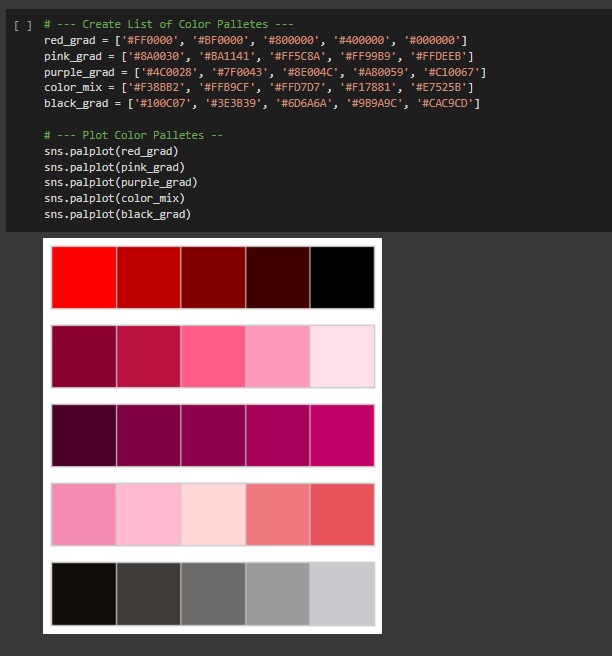 [ ] # --- Create List of Color Palletes ---
red_grad = ['#FF0000', '#BF0000', '#800000', '#400000', '#000000']
pink_grad = ['#8A0030', '#BA1141', '#FF5C8A', '#FF99B9', '#FFDEEB']
purple_grad = ['#4C0028', '#7F0043', '#8E004C', '#A80059', '#C10067']
color_mix = ['#F38BB2', '#FFB9CF', '#FFD7D7', '#F17881', '#E7525B']
black_grad = ['#100C07', '#3E3B39', '#6D6A6A', '#9B9A9C', '#CAC9CD']
# --- Plot Color Palletes --
sns.palplot(red_grad)
sns.palplot(pink_grad)
sns.palplot(purple_grad)
sns.palplot(color_mix)
sns.palplot(black_grad)